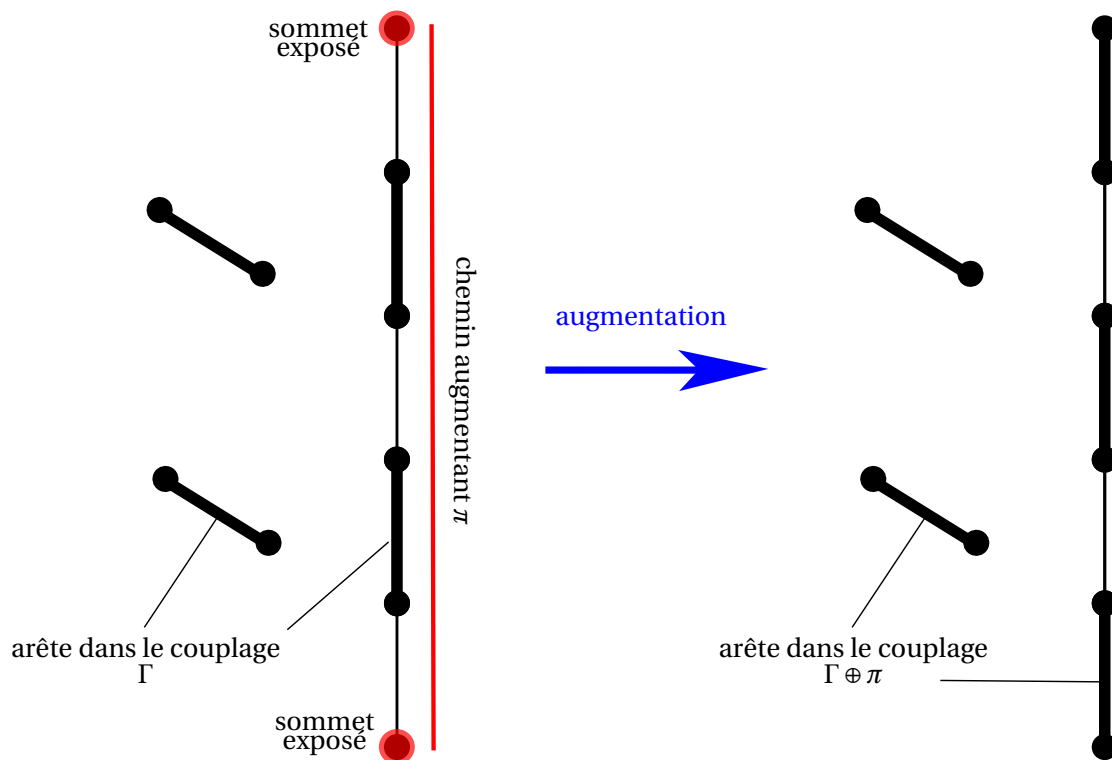 sommet
exposé
chemin augmentant π
augmentation
arête dans le couplage
Γ
arête dans le couplage
Γ ⊕ π
sommet
exposé